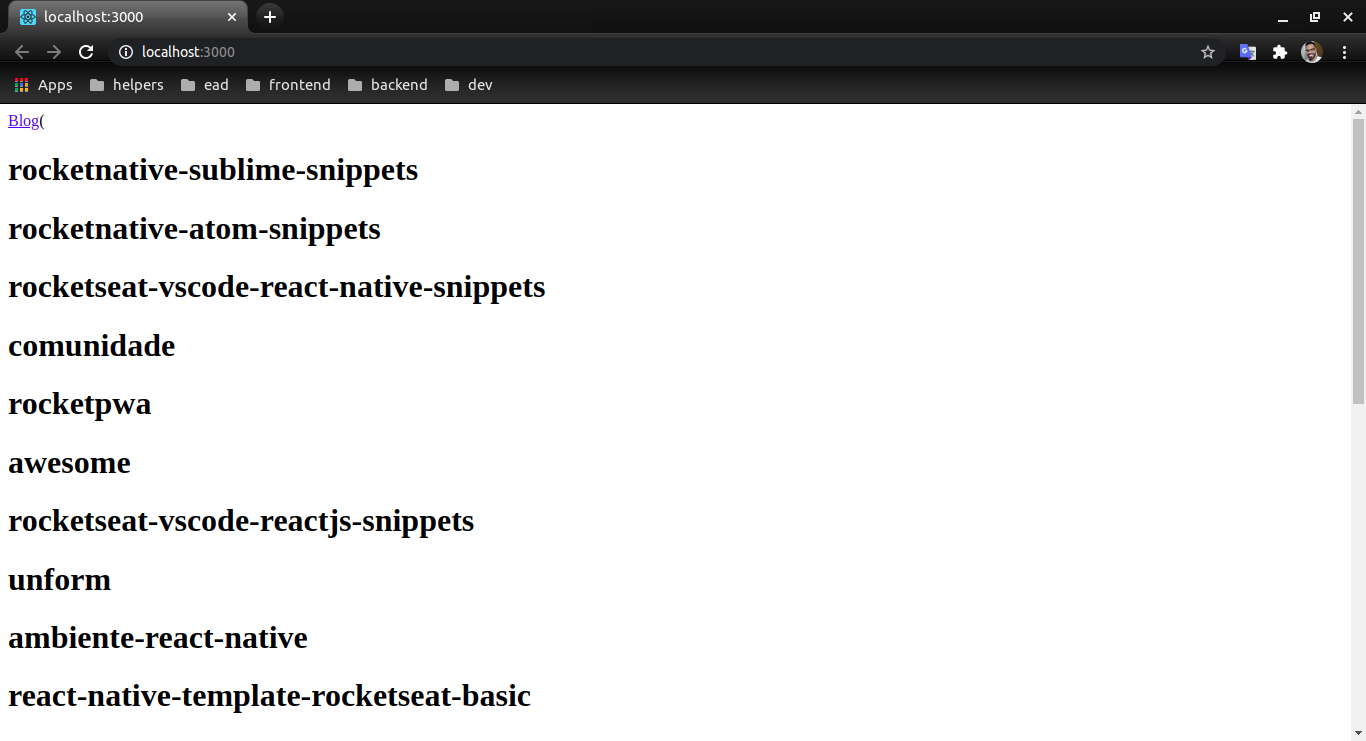 localhost:3000
localhost:3000
Apps helpers ead frontend backend dev
Blog(
rocketnative-sublime-snippets
rocketnative-atom-snippets
rocketseat-vscode-react-native-snippets
comunidade
rocketpwa
awesome
rocketseat-vscode-reactjs-snippets
unform
ambiente-react-native
react-native-template-rocketseat-basic